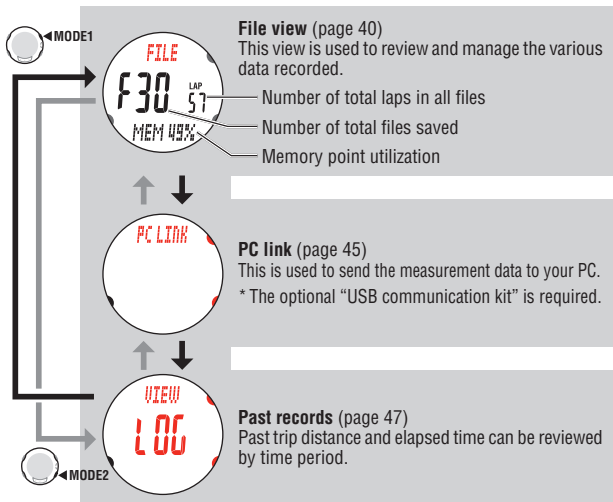 MODE1
FILE
F30
LAP
57
MEM 49%
File view (page 40)
This view is used to review and manage the various
data recorded.
Number of total laps in all files
Number of total files saved
Memory point utilization
PC LINK
PC link (page 45)
This is used to send the measurement data to your PC.
* The optional “USB communication kit” is required.
VIEW
LOG
MODE2
Past records (page 47)
Past trip distance and elapsed time can be reviewed
by time period.